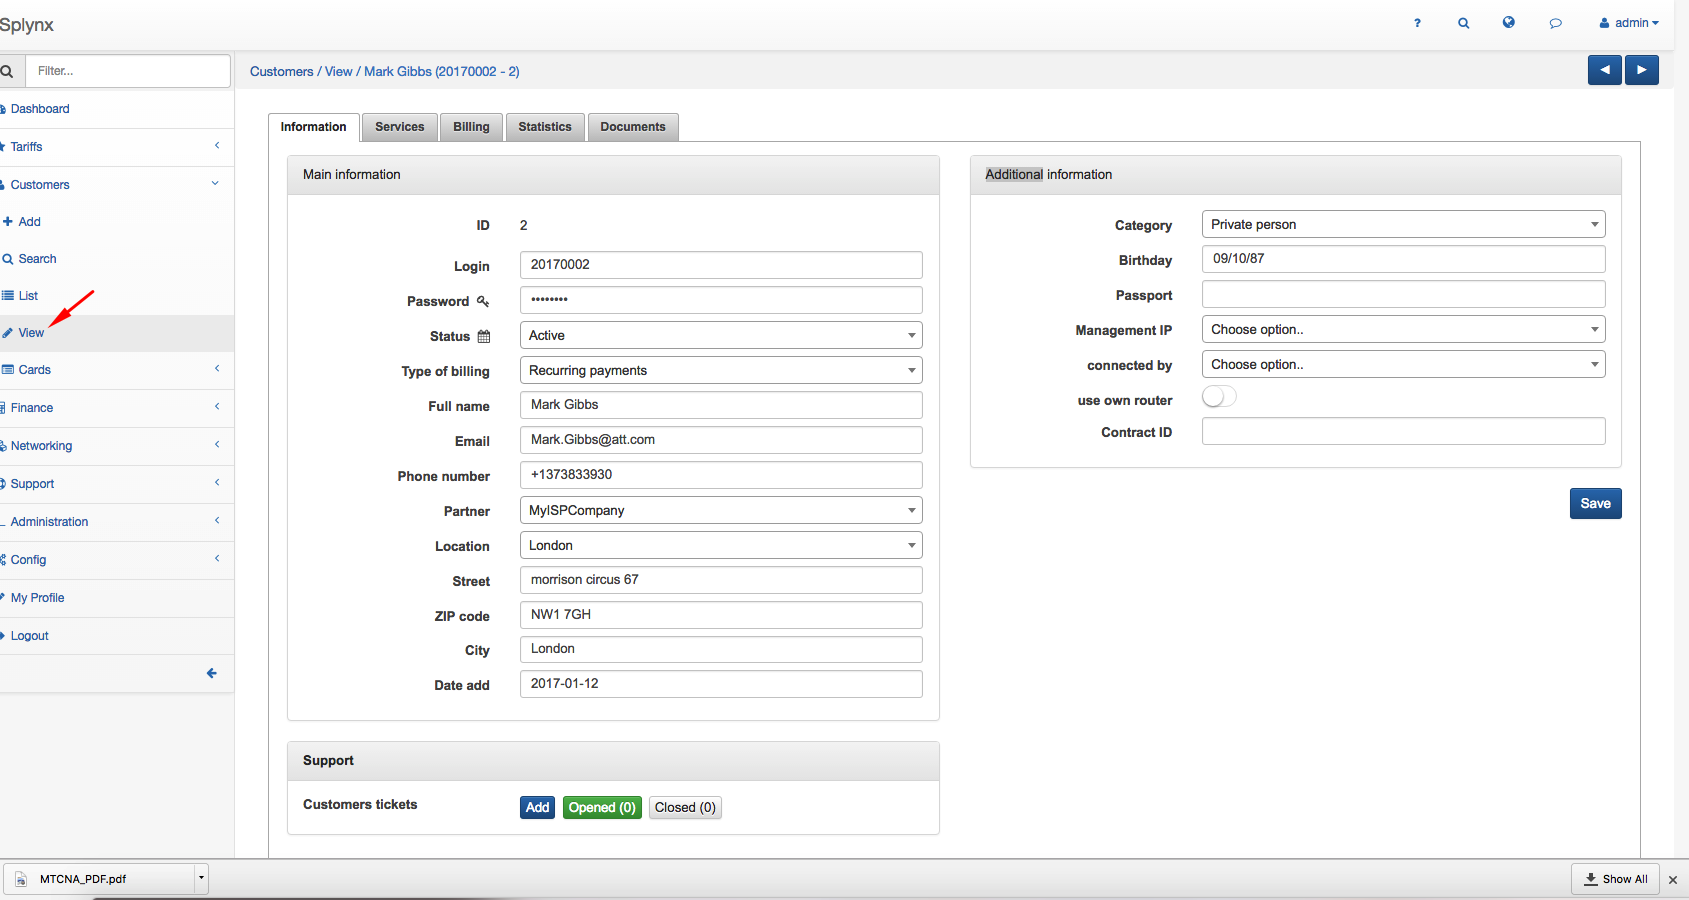 Splynx
? admin
Filter...
Customers / View / Mark Gibbs (20170002 - 2)
Dashboard
Tariffs
Customers
Add
Search
List
View
Cards
Finance
Networking
Support
Administration
Config
My Profile
Logout
Information Services Billing Statistics Documents
Main information
ID 2
Login 20170002
Password ••••••••
Status Active
Type of billing Recurring payments
Full name Mark Gibbs
Email Mark.Gibbs@att.com
Phone number +1373833930
Partner MyISPCompany
Location London
Street morrison circus 67
ZIP code NW1 7GH
City London
Date add 2017-01-12
Support
Customers tickets Add Opened (0) Closed (0)
Additional information
Category Private person
Birthday 09/10/87
Passport
Management IP Choose option..
connected by Choose option..
use own router
Contract ID
Save
MTCNA_PDF.pdf
Show All